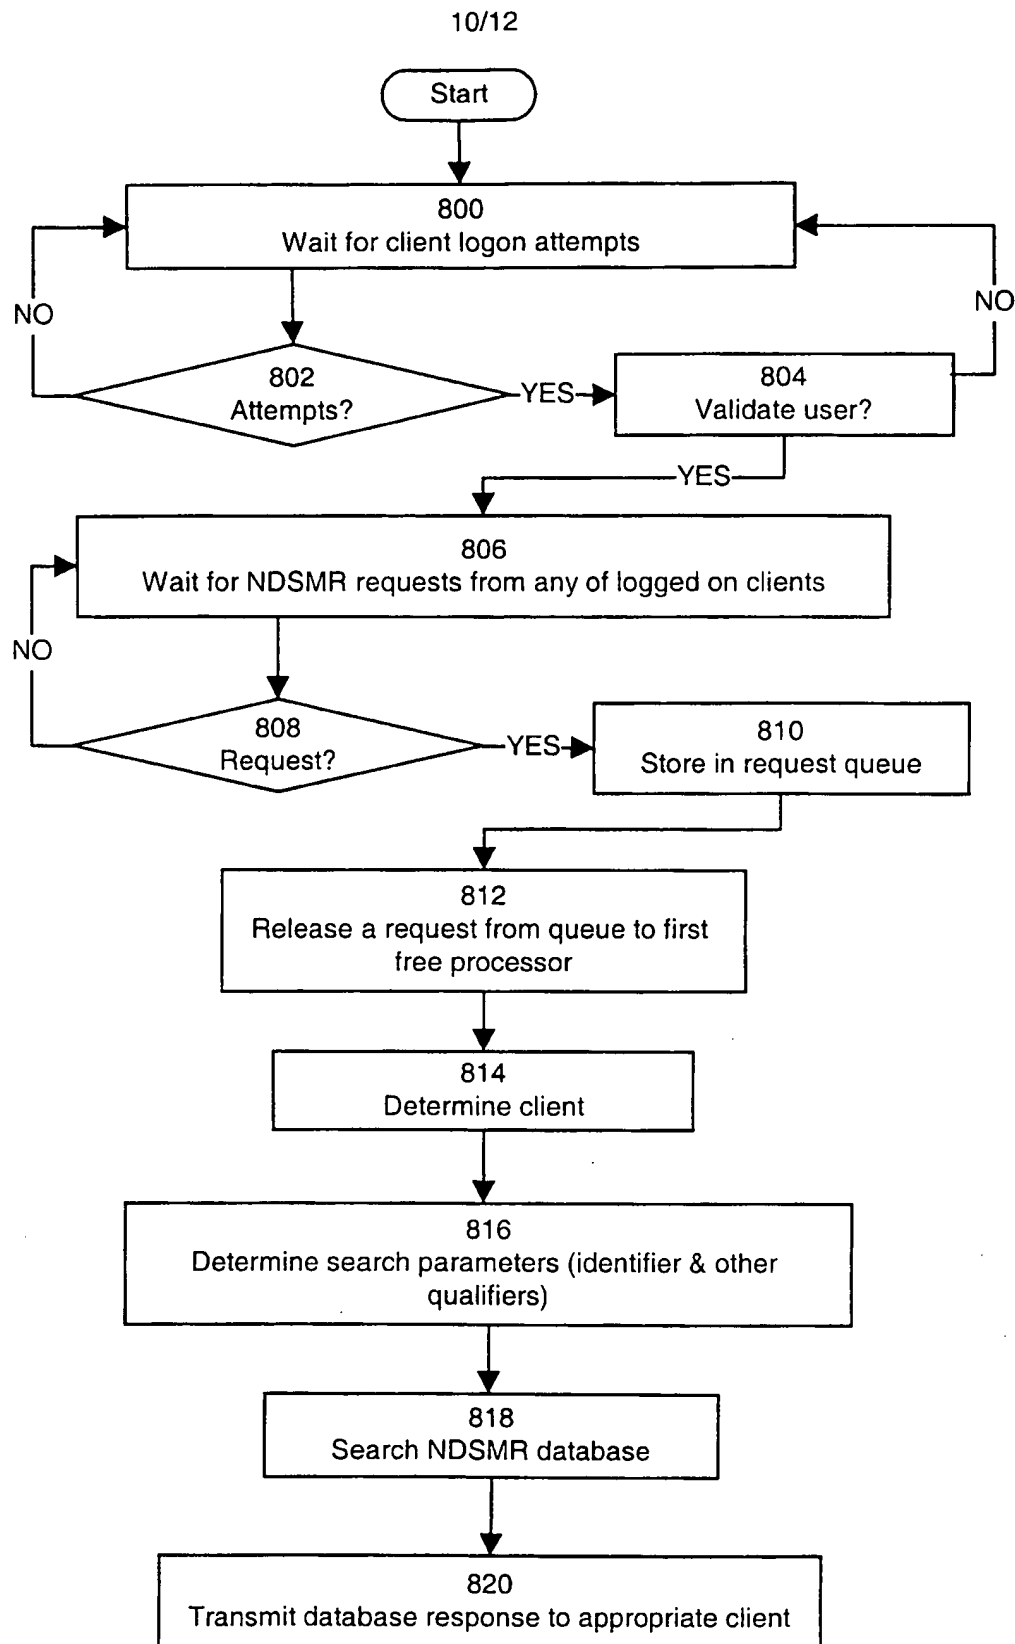 10/12
Start
800
Wait for client logon attempts
NO
NO
802
Attempts?
YES
804
Validate user?
YES
806
Wait for NDSMR requests from any of logged on clients
NO
808
Request?
YES
810
Store in request queue
812
Release a request from queue to first
free processor
814
Determine client
816
Determine search parameters (identifier & other
qualifiers)
818
Search NDSMR database
820
Transmit database response to appropriate client